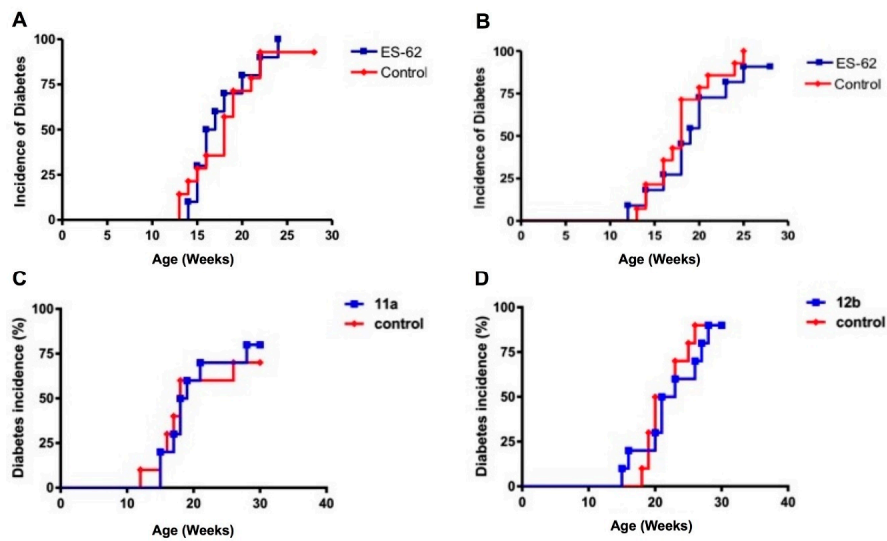 A
100
75
50
25
0
Incidence of Diabetes
0 5 10 15 20 25 30
Age (Weeks)
ES-62
Control
B
100
75
50
25
0
Incidence of Diabetes
0 5 10 15 20 25 30
Age (Weeks)
ES-62
Control
C
100
75
50
25
0
Diabetes incidence (%)
0 10 20 30 40
Age (Weeks)
11a
control
D
100
75
50
25
0
Diabetes incidence (%)
0 10 20 30 40
Age (Weeks)
12b
control